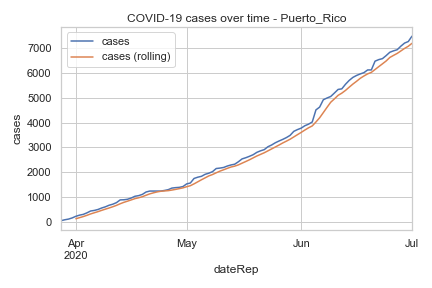 COVID-19 cases over time - Puerto_Rico
cases
cases (rolling)
7000
6000
5000
4000
3000
2000
1000
0
cases
Apr
2020
May
Jun
Jul
dateRep